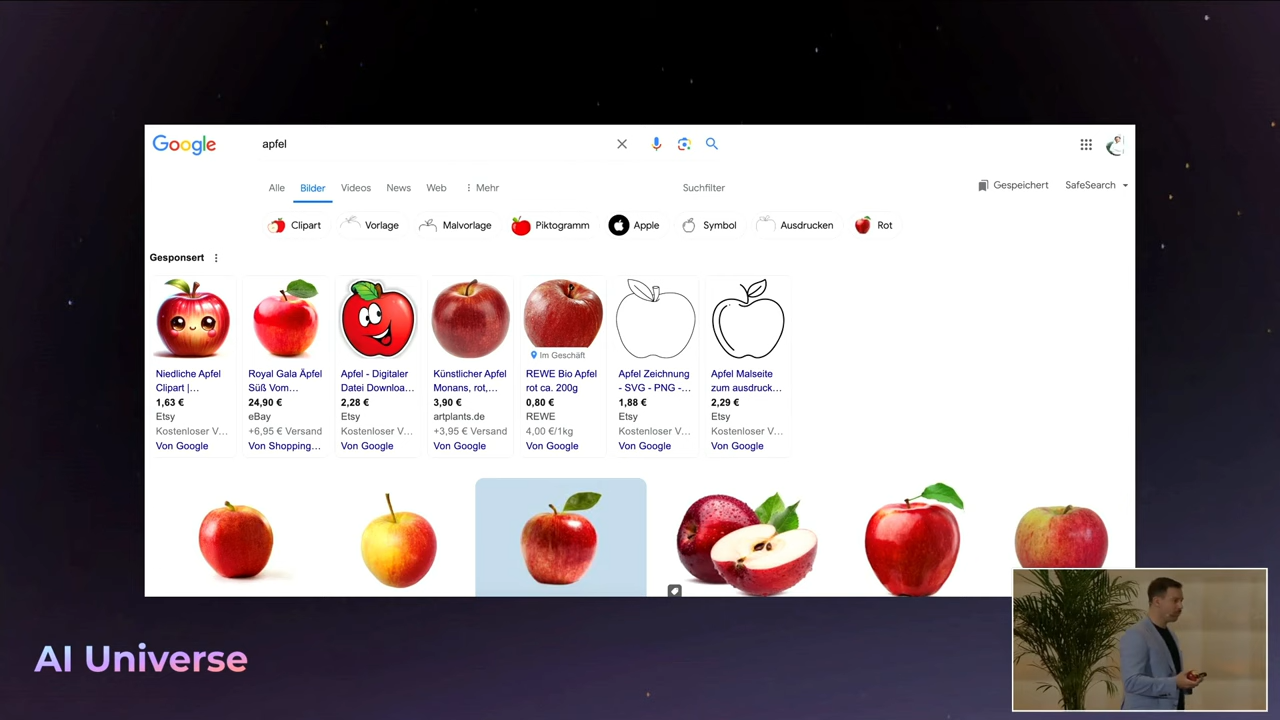 Google
apfel
Alle
Bilder
Videos
News
Web
Mehr
Suchfilter
Gespeichert
SafeSearch
Clipart
Vorlage
Malvorlage
Piktogramm
Apple
Symbol
Ausdrucken
Rot
Gesponsert
Niedliche Apfel
Clipart |…
1,63 €
Etsy
Kostenloser V…
Von Google
Royal Gala Äpfel
Süß Vom…
24,90 €
eBay
+6,95 € Versand
Von Shopping…
Apfel - Digitaler
Datei Downloa…
2,28 €
Etsy
Kostenloser V…
Von Google
Künstlicher Apfel
Monans, rot,…
3,90 €
artplants.de
+3,95 € Versand
Von Google
Im Geschäft
REWE Bio Apfel
rot ca. 200g
0,80 €
REWE
4,00 €/1kg
Von Google
Apfel Zeichnung
- SVG - PNG -…
1,88 €
Etsy
Kostenloser V…
Von Google
Apfel Malseite
zum ausdruck…
2,29 €
Etsy
Kostenloser V…
Von Google
AI Universe